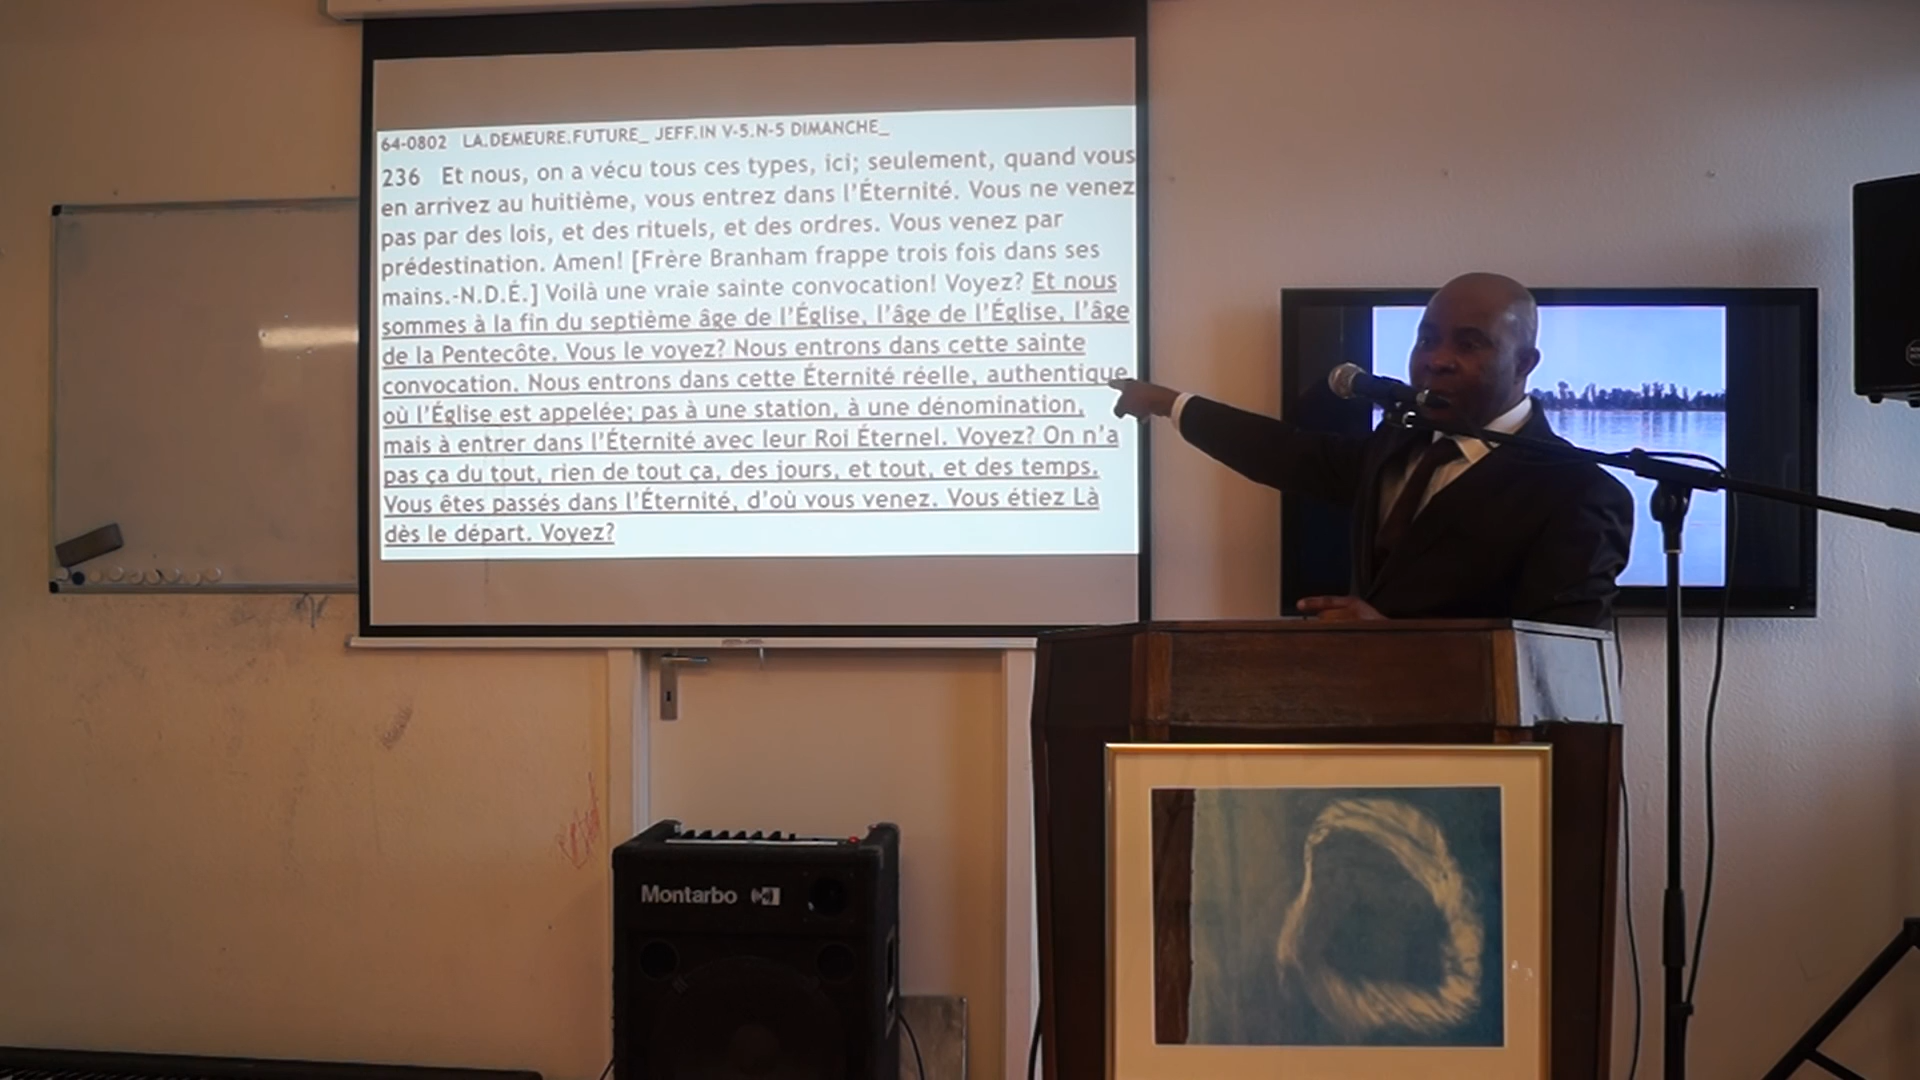 64-0802 LA.DEMEURE.FUTURE_ JEFF.IN V-5.N-5 DIMANCHE_
236 Et nous, on a vécu tous ces types, ici; seulement, quand vous
en arrivez au huitième, vous entrez dans l'Éternité. Vous ne venez
pas par des lois, et des rituels, et des ordres. Vous venez par
prédestination. Amen! [Frère Branham frappe trois fois dans ses
mains.-N.D.É.] Voilà une vraie sainte convocation! Voyez? Et nous
sommes à la fin du septième âge de l'Église, l'âge de l'Église, l'âge
de la Pentecôte. Vous le voyez? Nous entrons dans cette sainte
convocation. Nous entrons dans cette Éternité réelle, authentique
où l'Église est appelée; pas à une station, à une dénomination,
mais à entrer dans l'Éternité avec leur Roi Éternel. Voyez? On n'a
pas ça du tout, rien de tout ça, des jours, et tout, et des temps.
Vous êtes passés dans l'Éternité, d'où vous venez. Vous étiez Là
dès le départ. Voyez?
Montarbo